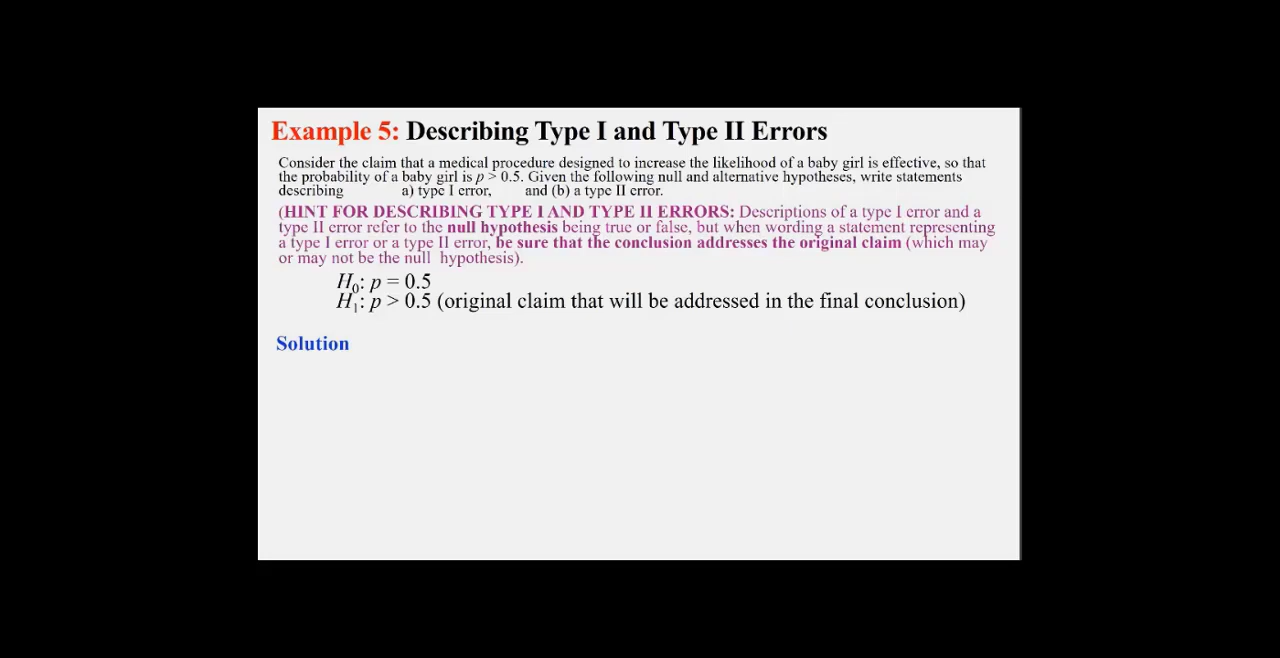 Example 5: Describing Type I and Type II Errors
Consider the claim that a medical procedure designed to increase the likelihood of a baby girl is effective, so that
the probability of a baby girl is p > 0.5. Given the following null and alternative hypotheses, write statements
describing a) type I error, and (b) a type II error.
(HINT FOR DESCRIBING TYPE I AND TYPE II ERRORS: Descriptions of a type I error and a
type II error refer to the null hypothesis being true or false, but when wording a statement representing
a type I error or a type II error, be sure that the conclusion addresses the original claim (which may
or may not be the null hypothesis).
H₀: p = 0.5
H₁: p > 0.5 (original claim that will be addressed in the final conclusion)
Solution